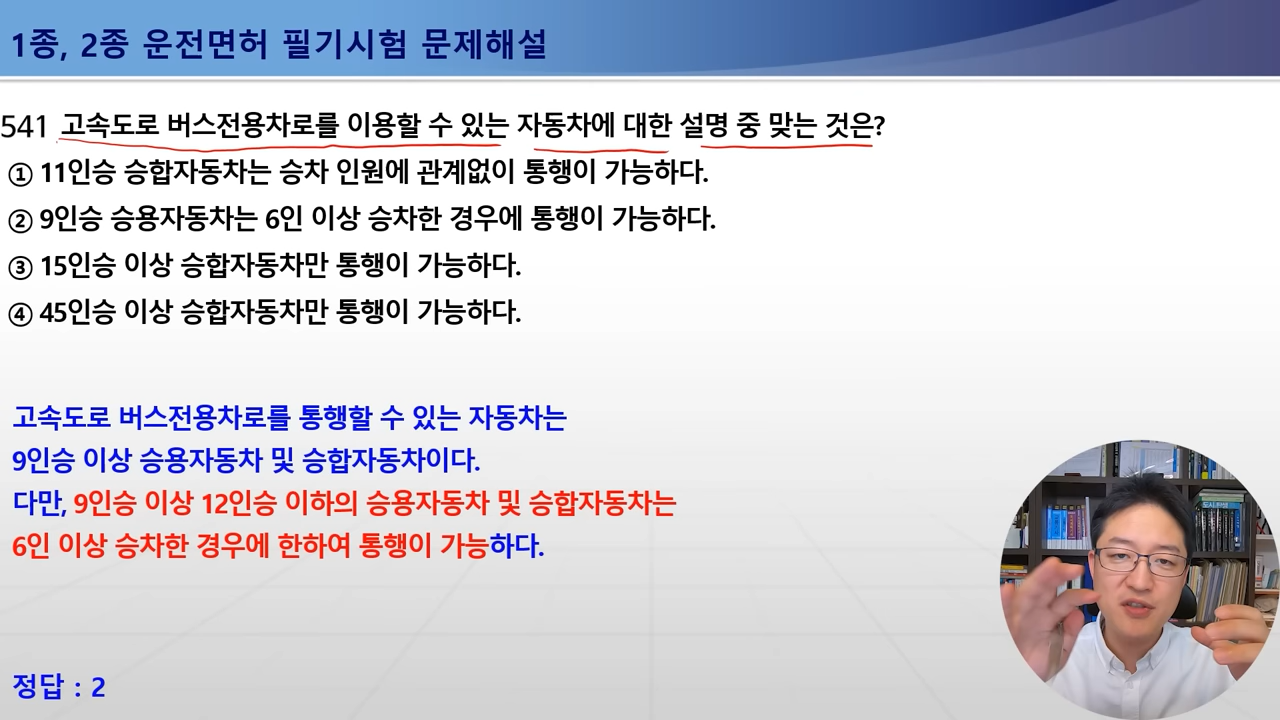 1종, 2종 운전면허 필기시험 문제해설
541 고속도로 버스전용차로를 이용할 수 있는 자동차에 대한 설명 중 맞는 것은?
① 11인승 승합자동차는 승차 인원에 관계없이 통행이 가능하다.
② 9인승 승용자동차는 6인 이상 승차한 경우에 통행이 가능하다.
③ 15인승 이상 승합자동차만 통행이 가능하다.
④ 45인승 이상 승합자동차만 통행이 가능하다.
고속도로 버스전용차로를 통행할 수 있는 자동차는
9인승 이상 승용자동차 및 승합자동차이다.
다만, 9인승 이상 12인승 이하의 승용자동차 및 승합자동차는
6인 이상 승차한 경우에 한하여 통행이 가능하다.
정답 : 2